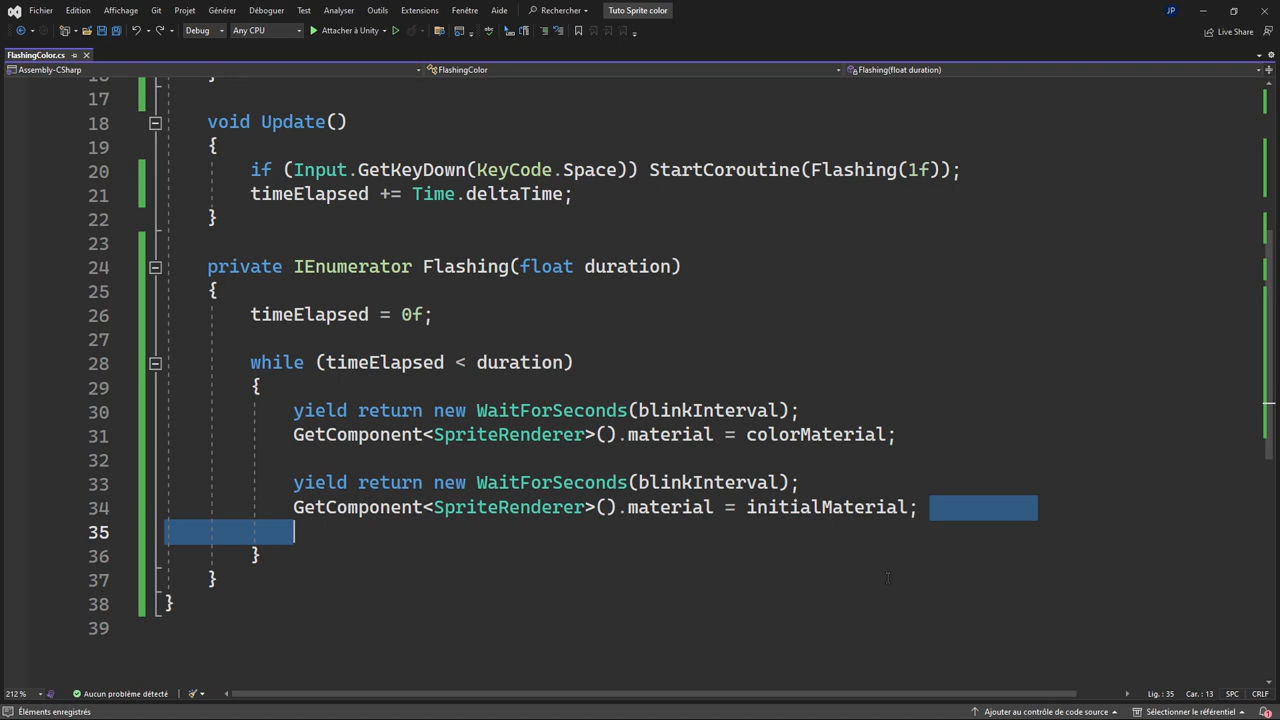 Fichier Edition Affichage Git Projet Générer Déboguer Test Analyser Outils Extensions Fenêtre Aide Rechercher Tuto Sprite color JP
Debug Any CPU Attacher à Unity Live Share
FlashingColor.cs
Assembly-CSharp FlashingColor Flashing(float duration)
17
18 void Update()
19 {
20 if (Input.GetKeyDown(KeyCode.Space)) StartCoroutine(Flashing(1f));
21 timeElapsed += Time.deltaTime;
22 }
23
24 private IEnumerator Flashing(float duration)
25 {
26 timeElapsed = 0f;
27
28 while (timeElapsed < duration)
29 {
30 yield return new WaitForSeconds(blinkInterval);
31 GetComponent<SpriteRenderer>().material = colorMaterial;
32
33 yield return new WaitForSeconds(blinkInterval);
34 GetComponent<SpriteRenderer>().material = initialMaterial;
35
36 }
37 }
38 }
39
212 % Aucun problème détecté Lig. : 35 Car. : 13 SPC CRLF
Éléments enregistrés Ajouter au contrôle de code source Sélectionner le référentiel